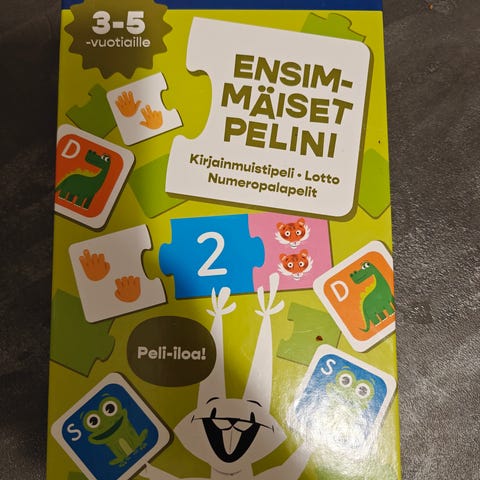 3-5
-vuotiaille
ENSIM-
MÄISET
PELINI
Kirjainmuistipeli • Lotto
Numeropalapelit
D
2
D
Peli-iloa!
S
S